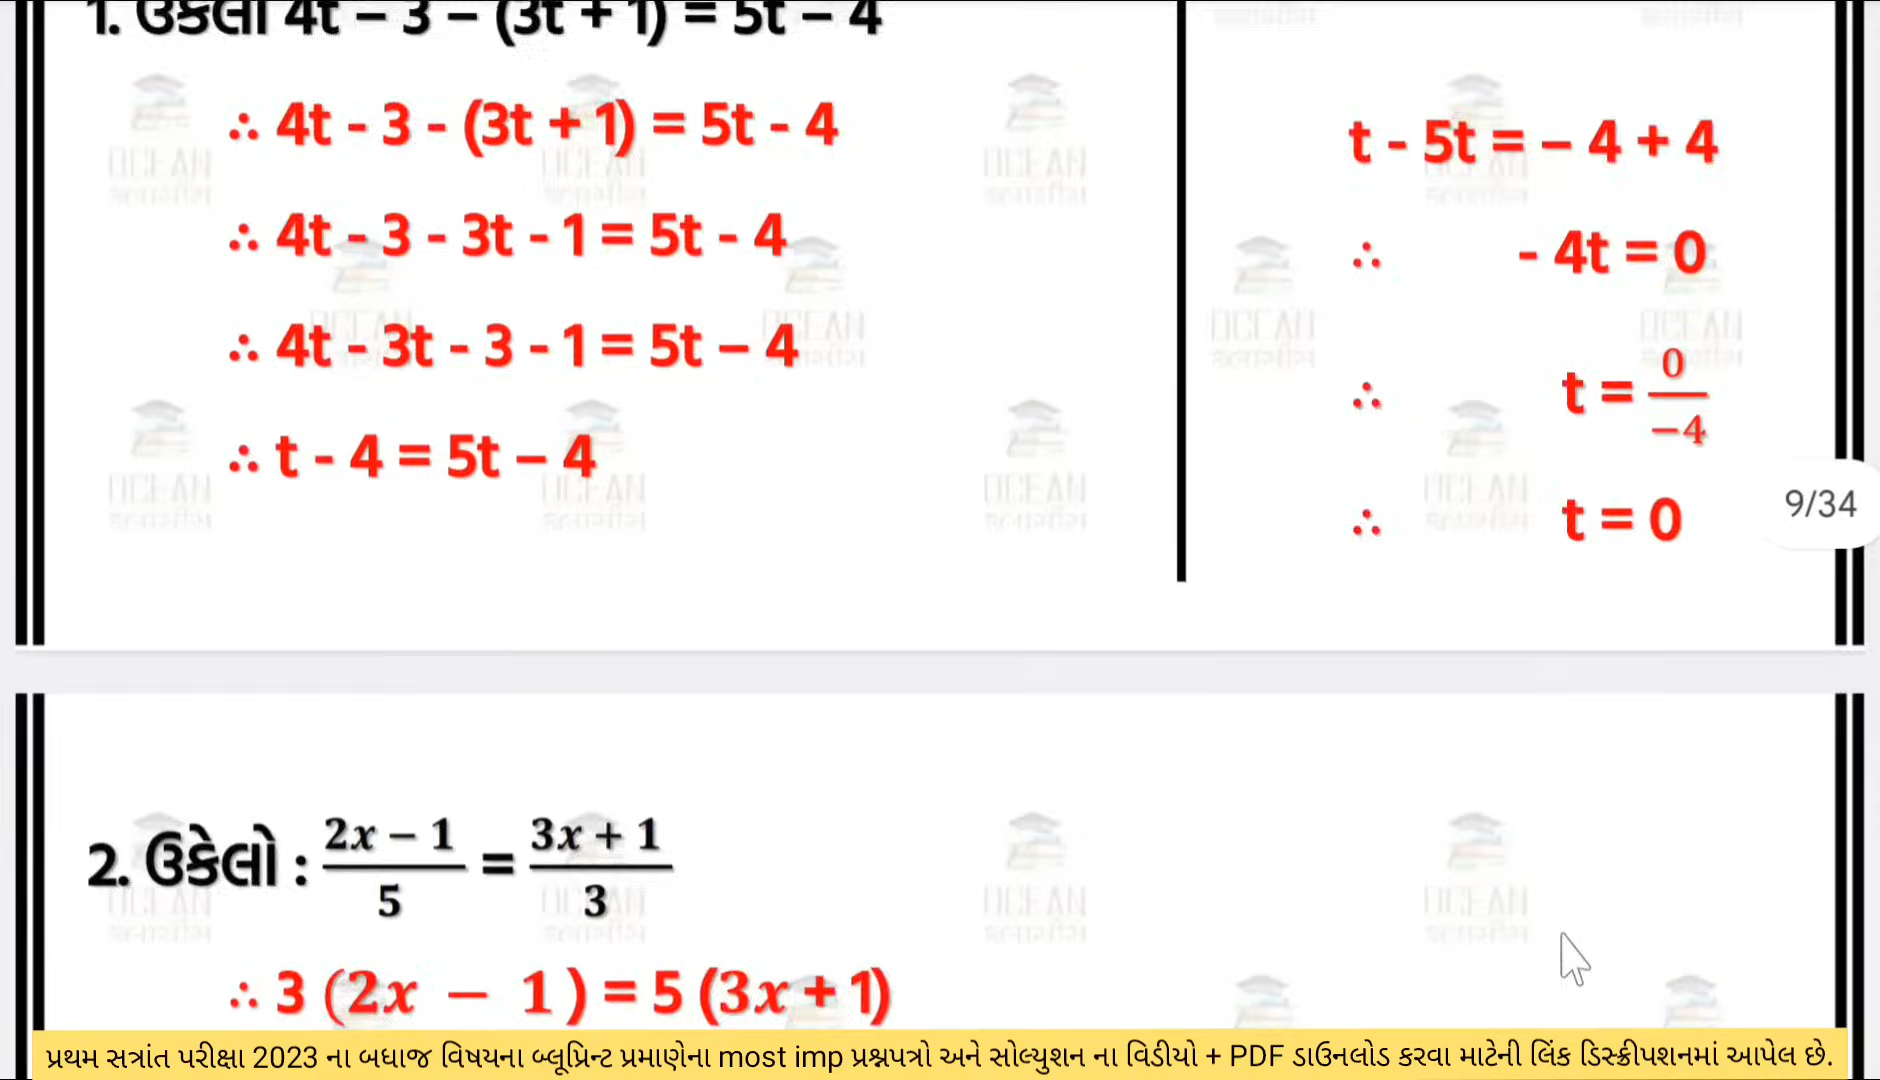 1. ઉકેલો 4t – 3 – (3t + 1) = 5t – 4
∴ 4t - 3 - (3t + 1) = 5t - 4
∴ 4t - 3 - 3t - 1 = 5t - 4
∴ 4t - 3t - 3 - 1 = 5t – 4
∴ t - 4 = 5t – 4
t - 5t = – 4 + 4
∴ - 4t = 0
∴ t = 0/−4
∴ t = 0
9/34
2. ઉકેલો : (2x − 1)/5 = (3x + 1)/3
∴ 3 (2x − 1 ) = 5 (3x + 1)
પ્રથમ સત્રાંત પરીક્ષા 2023 ના બધાજ વિષયના બ્લૂપ્રિન્ટ પ્રમાણેના most imp પ્રશ્નપત્રો અને સોલ્યુશન ના વિડીયો + PDF ડાઉનલોડ કરવા માટેની લિંક ડિસ્ક્રીપશનમાં આપેલ છે.